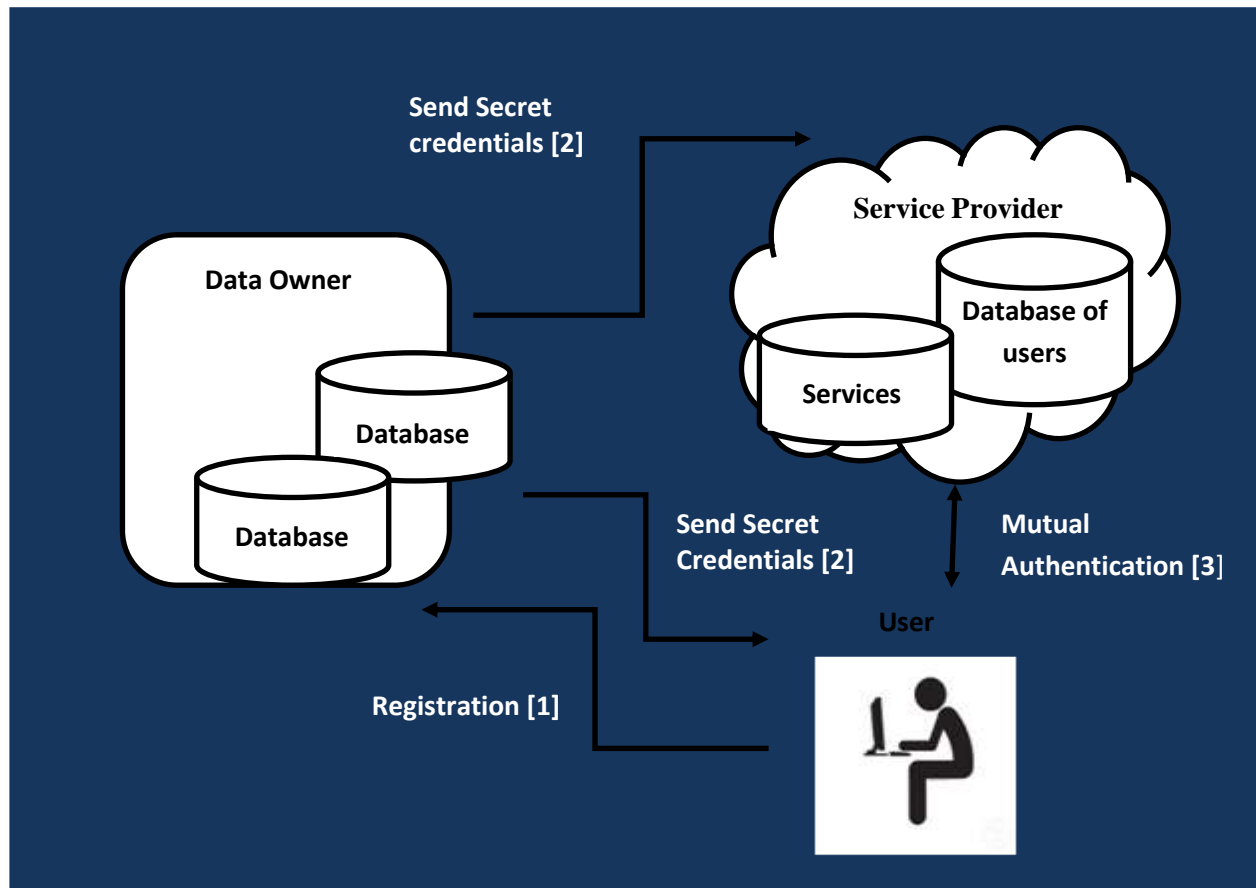 Send Secret
credentials [2]
Service Provider
Data Owner
Database of
users
Services
Database
Database
Send Secret
Credentials [2]
Mutual
Authentication [3]
User
Registration [1]